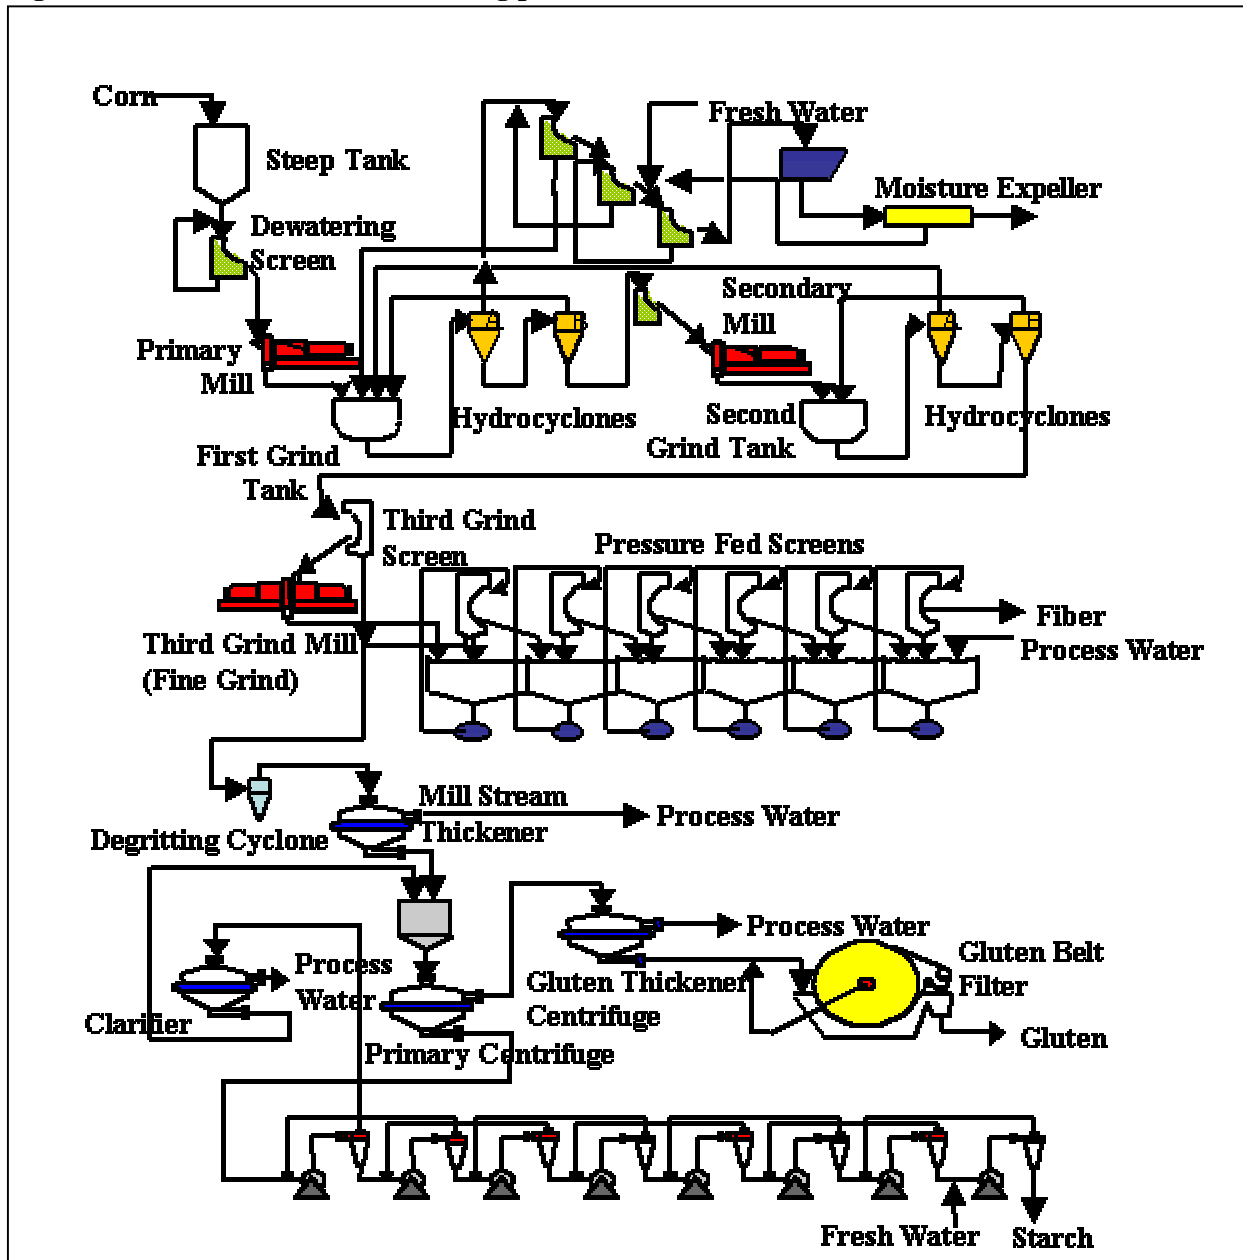 Corn
Fresh Water
Steep Tank
Moisture Expeller
Dewatering
Screen
Secondary
Mill
Primary
Mill
Hydrocyclones
Second
Grind Tank
Hydrocyclones
First Grind
Tank
Third Grind
Screen
Pressure Fed Screens
Fiber
Process Water
Third Grind Mill
(Fine Grind)
Mill Stream
Thickener
Process Water
Degritting Cyclone
Process Water
Gluten Belt
Filter
Process
Water
Gluten Thickener
Centrifuge
Clarifier
Primary Centrifuge
Gluten
Fresh Water
Starch